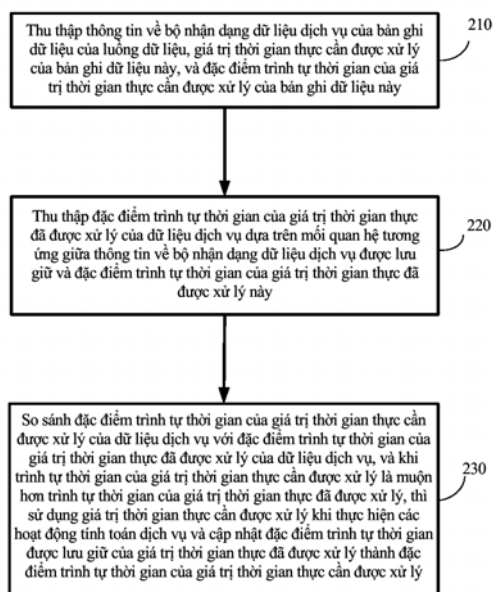 Thu thập thông tin về bộ nhận dạng dữ liệu dịch vụ của bản ghi
dữ liệu của luồng dữ liệu, giá trị thời gian thực cần được xử lý
của bản ghi dữ liệu này, và đặc điểm trình tự thời gian của giá
trị thời gian thực cần được xử lý của bản ghi dữ liệu này
210
Thu thập đặc điểm trình tự thời gian của giá trị thời gian thực
đã được xử lý của dữ liệu dịch vụ dựa trên mối quan hệ tương
ứng giữa thông tin về bộ nhận dạng dữ liệu dịch vụ được lưu
giữ và đặc điểm trình tự thời gian của giá trị thời gian thực đã
được xử lý này
220
So sánh đặc điểm trình tự thời gian của giá trị thời gian thực cần
được xử lý của dữ liệu dịch vụ với đặc điểm trình tự thời gian của
giá trị thời gian thực đã được xử lý của dữ liệu dịch vụ, và khi
trình tự thời gian của giá trị thời gian thực cần được xử lý là muộn
hơn trình tự thời gian của giá trị thời gian thực đã được xử lý, thì
sử dụng giá trị thời gian thực cần được xử lý khi thực hiện các
hoạt động tính toán dịch vụ và cập nhật đặc điểm trình tự thời gian
được lưu giữ của giá trị thời gian thực đã được xử lý thành đặc
điểm trình tự thời gian của giá trị thời gian thực cần được xử lý
230